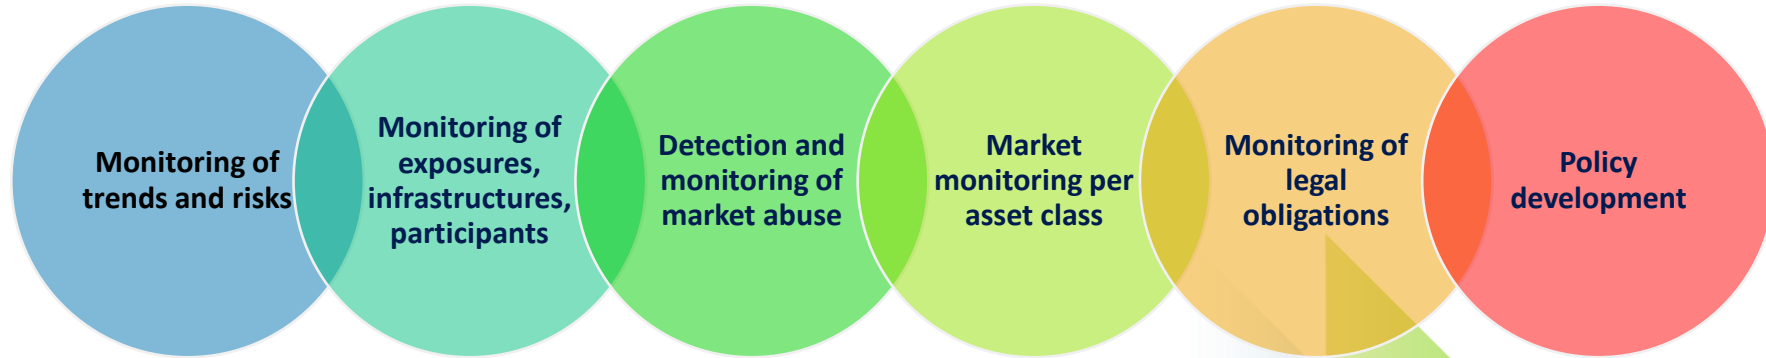 Monitoring of
trends and risks
Monitoring of
exposures,
infrastructures,
participants
Detection and
monitoring of
market abuse
Market
monitoring per
asset class
Monitoring of
legal
obligations
Policy
development